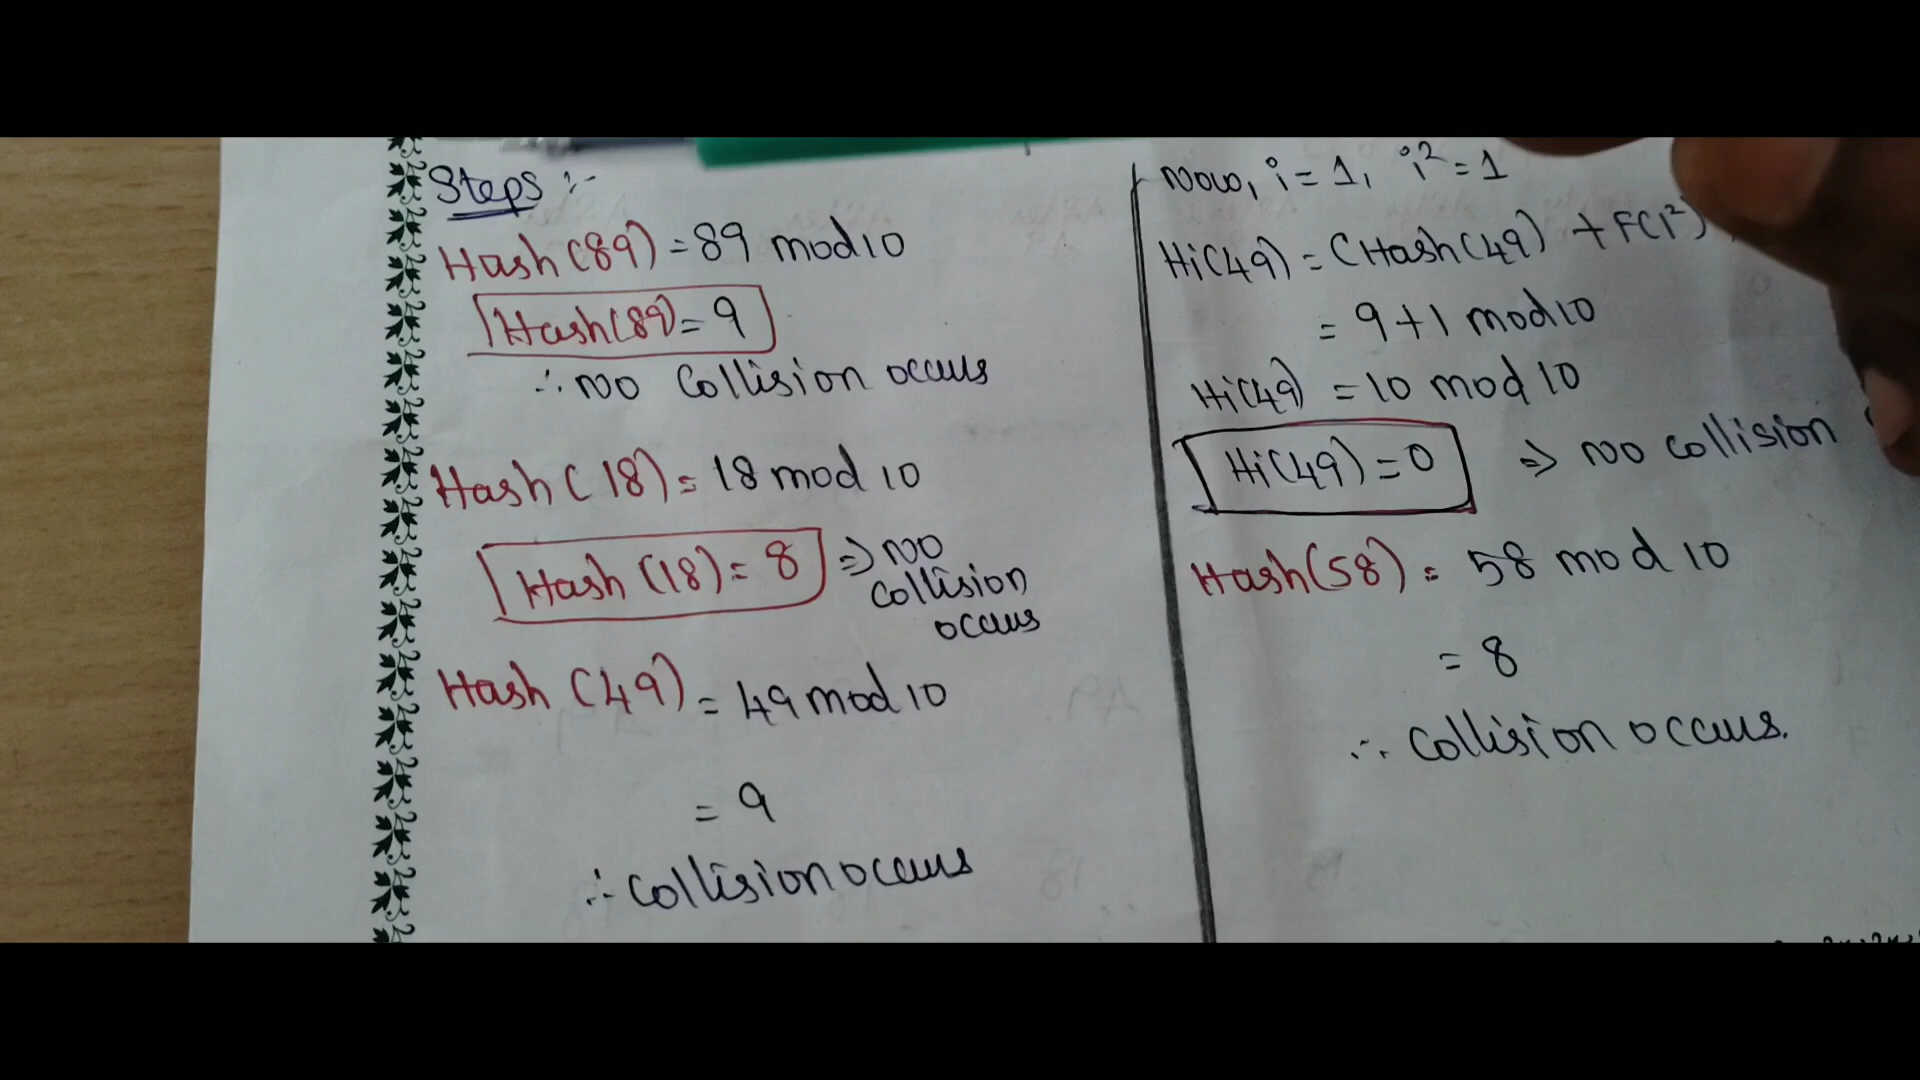 Steps :-
Hash (89) = 89 mod 10
Hash(89) = 9
∴ no collision occurs
Hash ( 18) = 18 mod 10
Hash (18) = 8 => no
collision
occurs
Hash (49) = 49 mod 10
= 9
∴ collision occurs
now, i = 1, i² = 1
Hi(49) = (Hash(49) + F(i²)
= 9+1 mod 10
Hi(49) = 10 mod 10
Hi(49) = 0 => no collision
Hash(58) = 58 mod 10
= 8
∴ collision occurs.